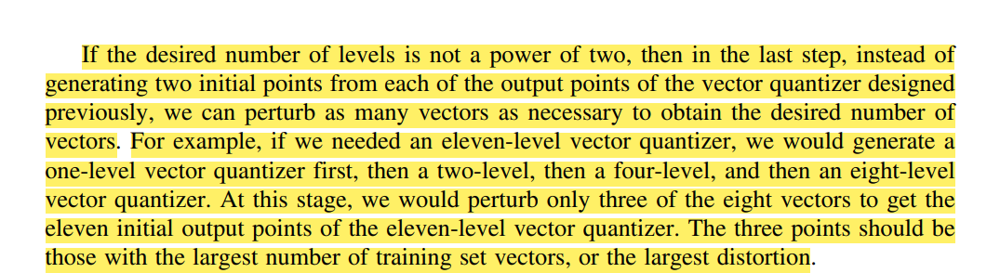 If the desired number of levels is not a power of two, then in the last step, instead of
generating two initial points from each of the output points of the vector quantizer designed
previously, we can perturb as many vectors as necessary to obtain the desired number of
vectors. For example, if we needed an eleven-level vector quantizer, we would generate a
one-level vector quantizer first, then a two-level, then a four-level, and then an eight-level
vector quantizer. At this stage, we would perturb only three of the eight vectors to get the
eleven initial output points of the eleven-level vector quantizer. The three points should be
those with the largest number of training set vectors, or the largest distortion.